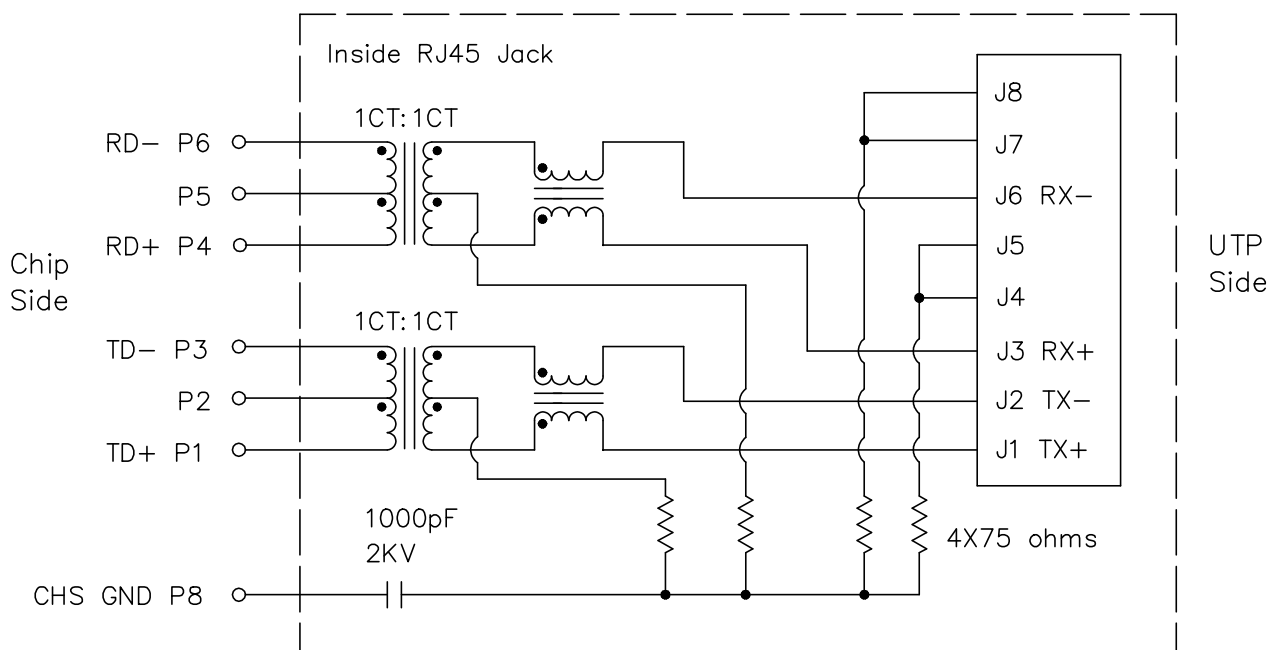 Inside RJ45 Jack
1CT:1CT
RD- P6
P5
RD+ P4
Chip
Side
1CT:1CT
TD- P3
P2
TD+ P1
1000pF
2KV
CHS GND P8
4X75 ohms
J8
J7
J6 RX-
J5
J4
J3 RX+
J2 TX-
J1 TX+
UTP
Side